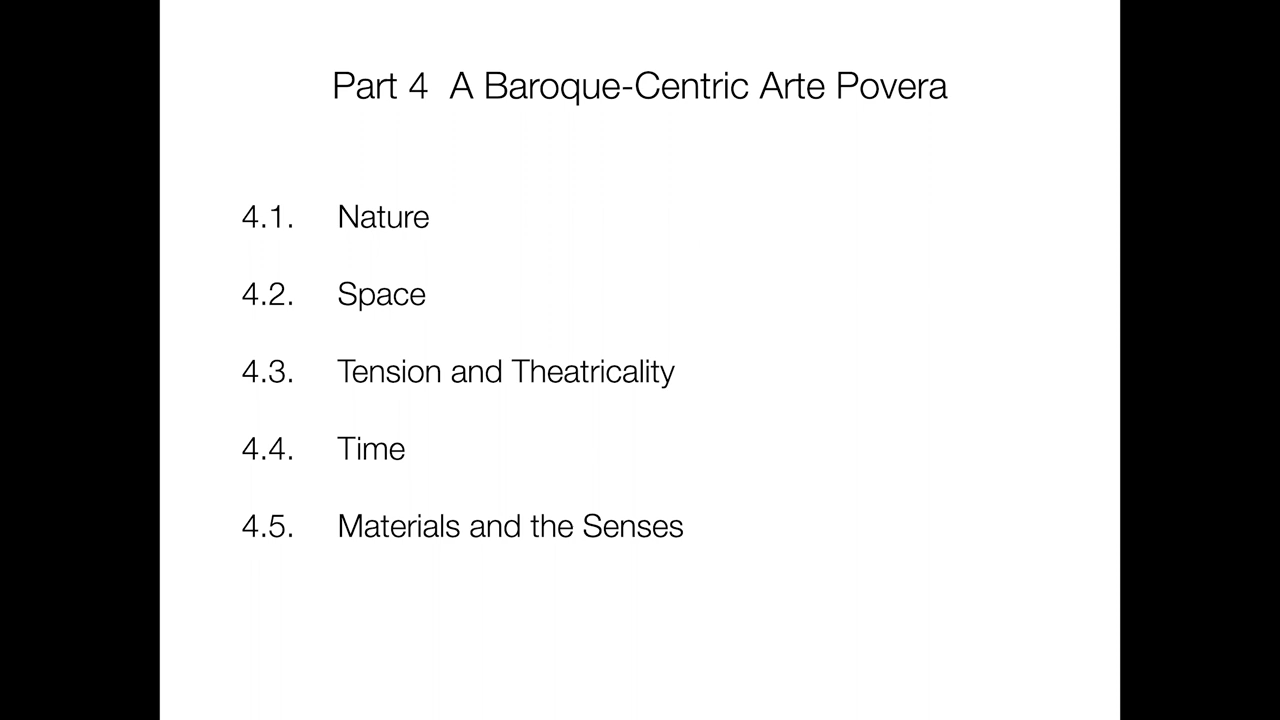 Part 4 A Baroque-Centric Arte Povera
4.1. Nature
4.2. Space
4.3. Tension and Theatricality
4.4. Time
4.5. Materials and the Senses